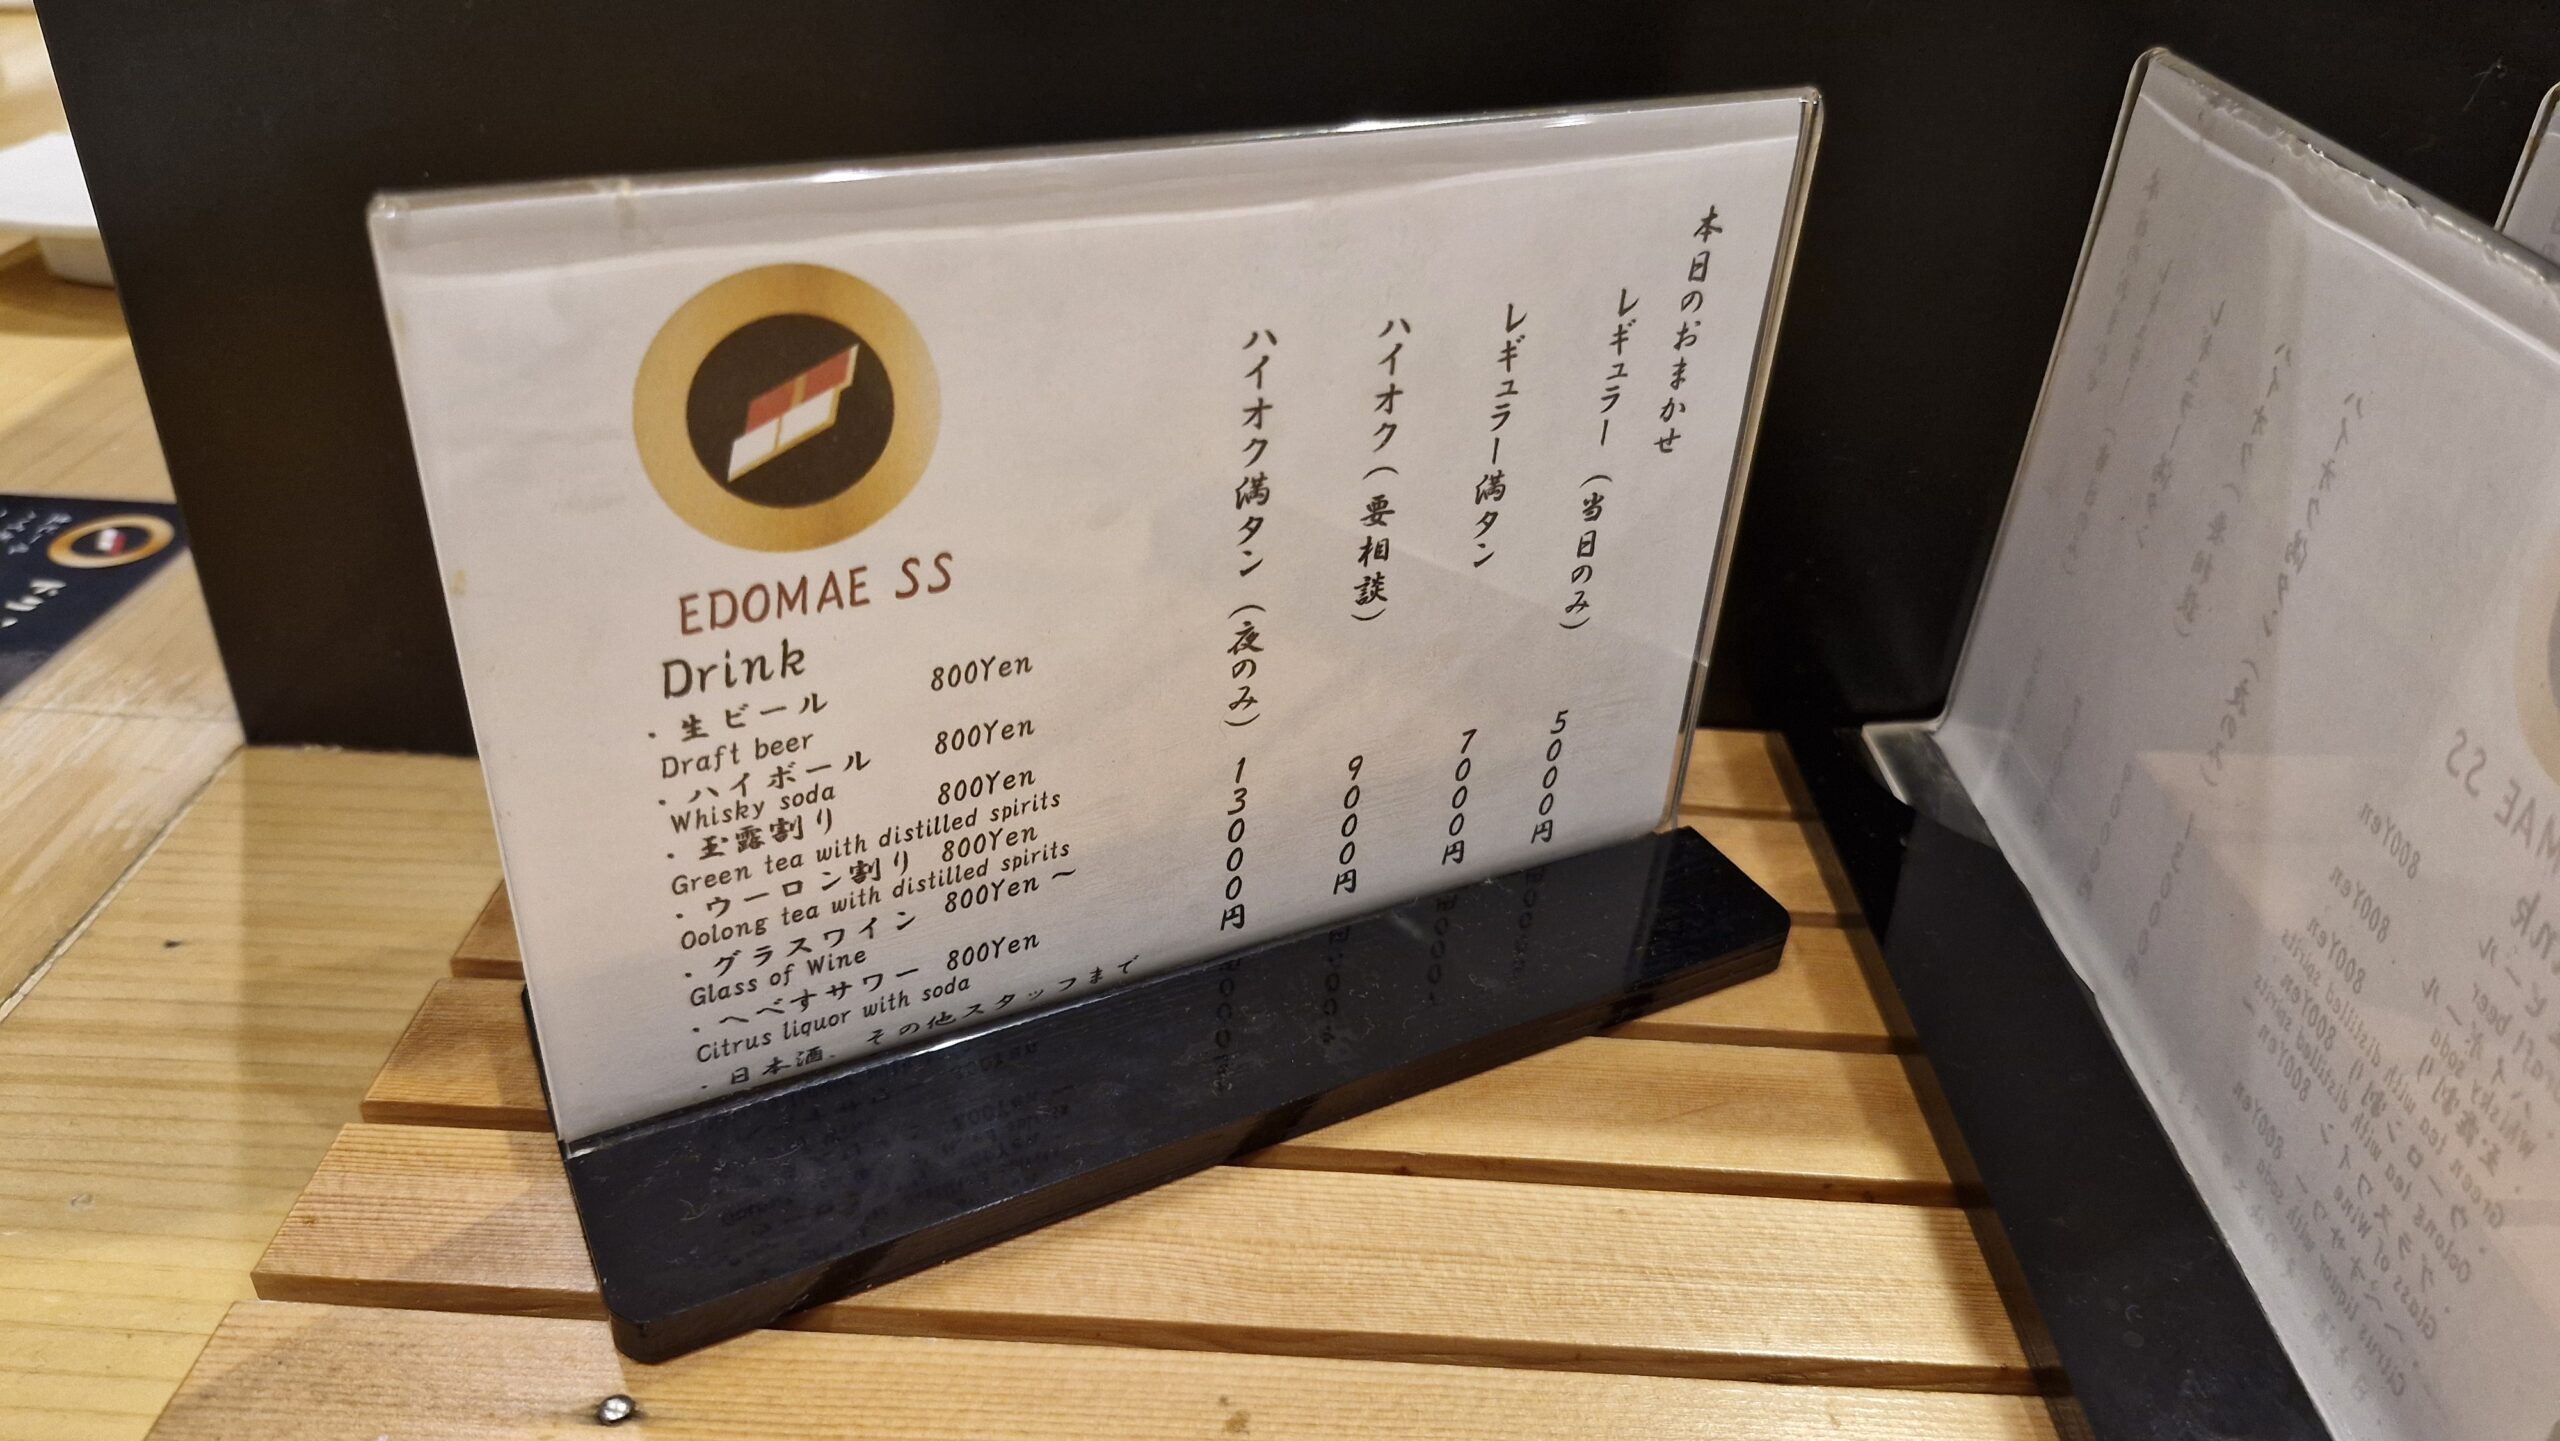 本日のおまかせ
レギュラー（当日のみ） 5000円
レギュラー満タン 7000円
ハイオク（要相談） 9000円
ハイオク満タン（夜のみ） 13000円
EDOMAE SS
Drink
・生ビール 800Yen
Draft beer
・ハイボール 800Yen
Whisky soda
・玉露割り 800Yen
Green tea with distilled spirits
・ウーロン割り 800Yen
Oolong tea with distilled spirits
・グラスワイン 800Yen ～
Glass of Wine
・へべすサワー 800Yen
Citrus liquor with soda
・日本酒、その他スタッフまで